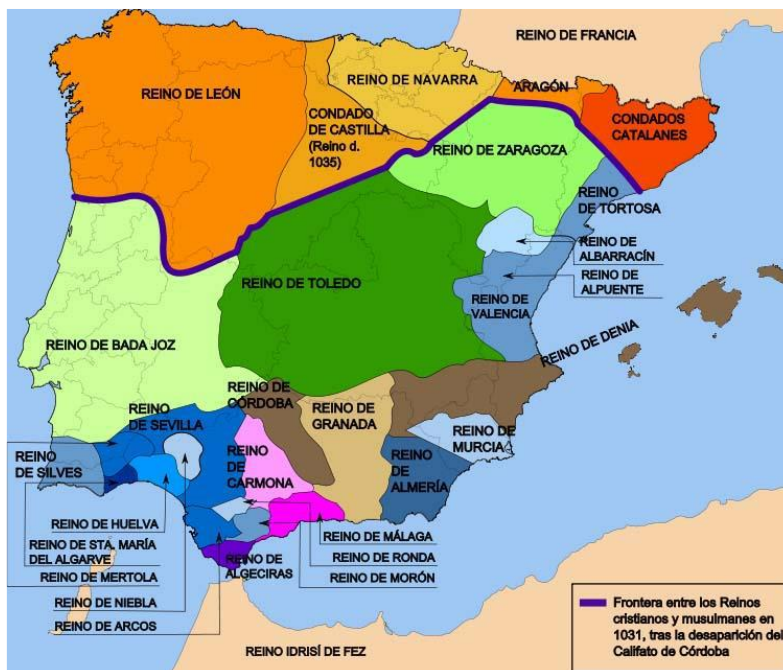 REINO DE FRANCIA
REINO DE LEÓN
REINO DE NAVARRA
ARAGÓN
CONDADO
DE CASTILLA
(Reino d.
1035)
CONDADOS
CATALANES
REINO DE ZARAGOZA
REINO
DE TORTOSA
REINO DE
ALBARRACÍN
REINO DE
ALPUENTE
REINO DE TOLEDO
REINO
DE VALENCIA
REINO DE BADA JOZ
REINO DE DENIA
REINO DE
CÓRDOBA
REINO DE
GRANADA
REINO
DE SEVILLA
REINO
DE MURCIA
REINO
DE SILVES
REINO
DE
CARMONA
REINO
DE
ALMERÍA
REINO DE HUELVA
REINO DE STA. MARÍA
DEL ALGARVE
REINO DE MERTOLA
REINO DE NIEBLA
REINO DE ARCOS
REINO DE
ALGECIRAS
REINO DE MÁLAGA
REINO DE RONDA
REINO DE MORÓN
REINO IDRISÍ DE FEZ
Frontera entre los Reinos
cristianos y musulmanes en
1031, tras la desaparición del
Califato de Córdoba